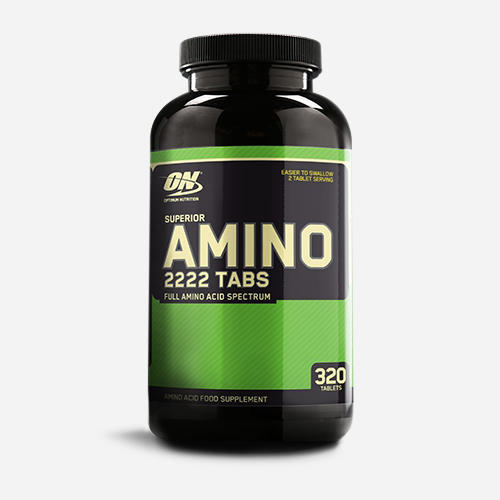 ON
OPTIMUM NUTRITION
EASIER TO SWALLOW
2 TABLET SERVING
SUPERIOR
AMINO
2222 TABS
FULL AMINO ACID SPECTRUM
320
TABLETS
AMINO ACID FOOD SUPPLEMENT